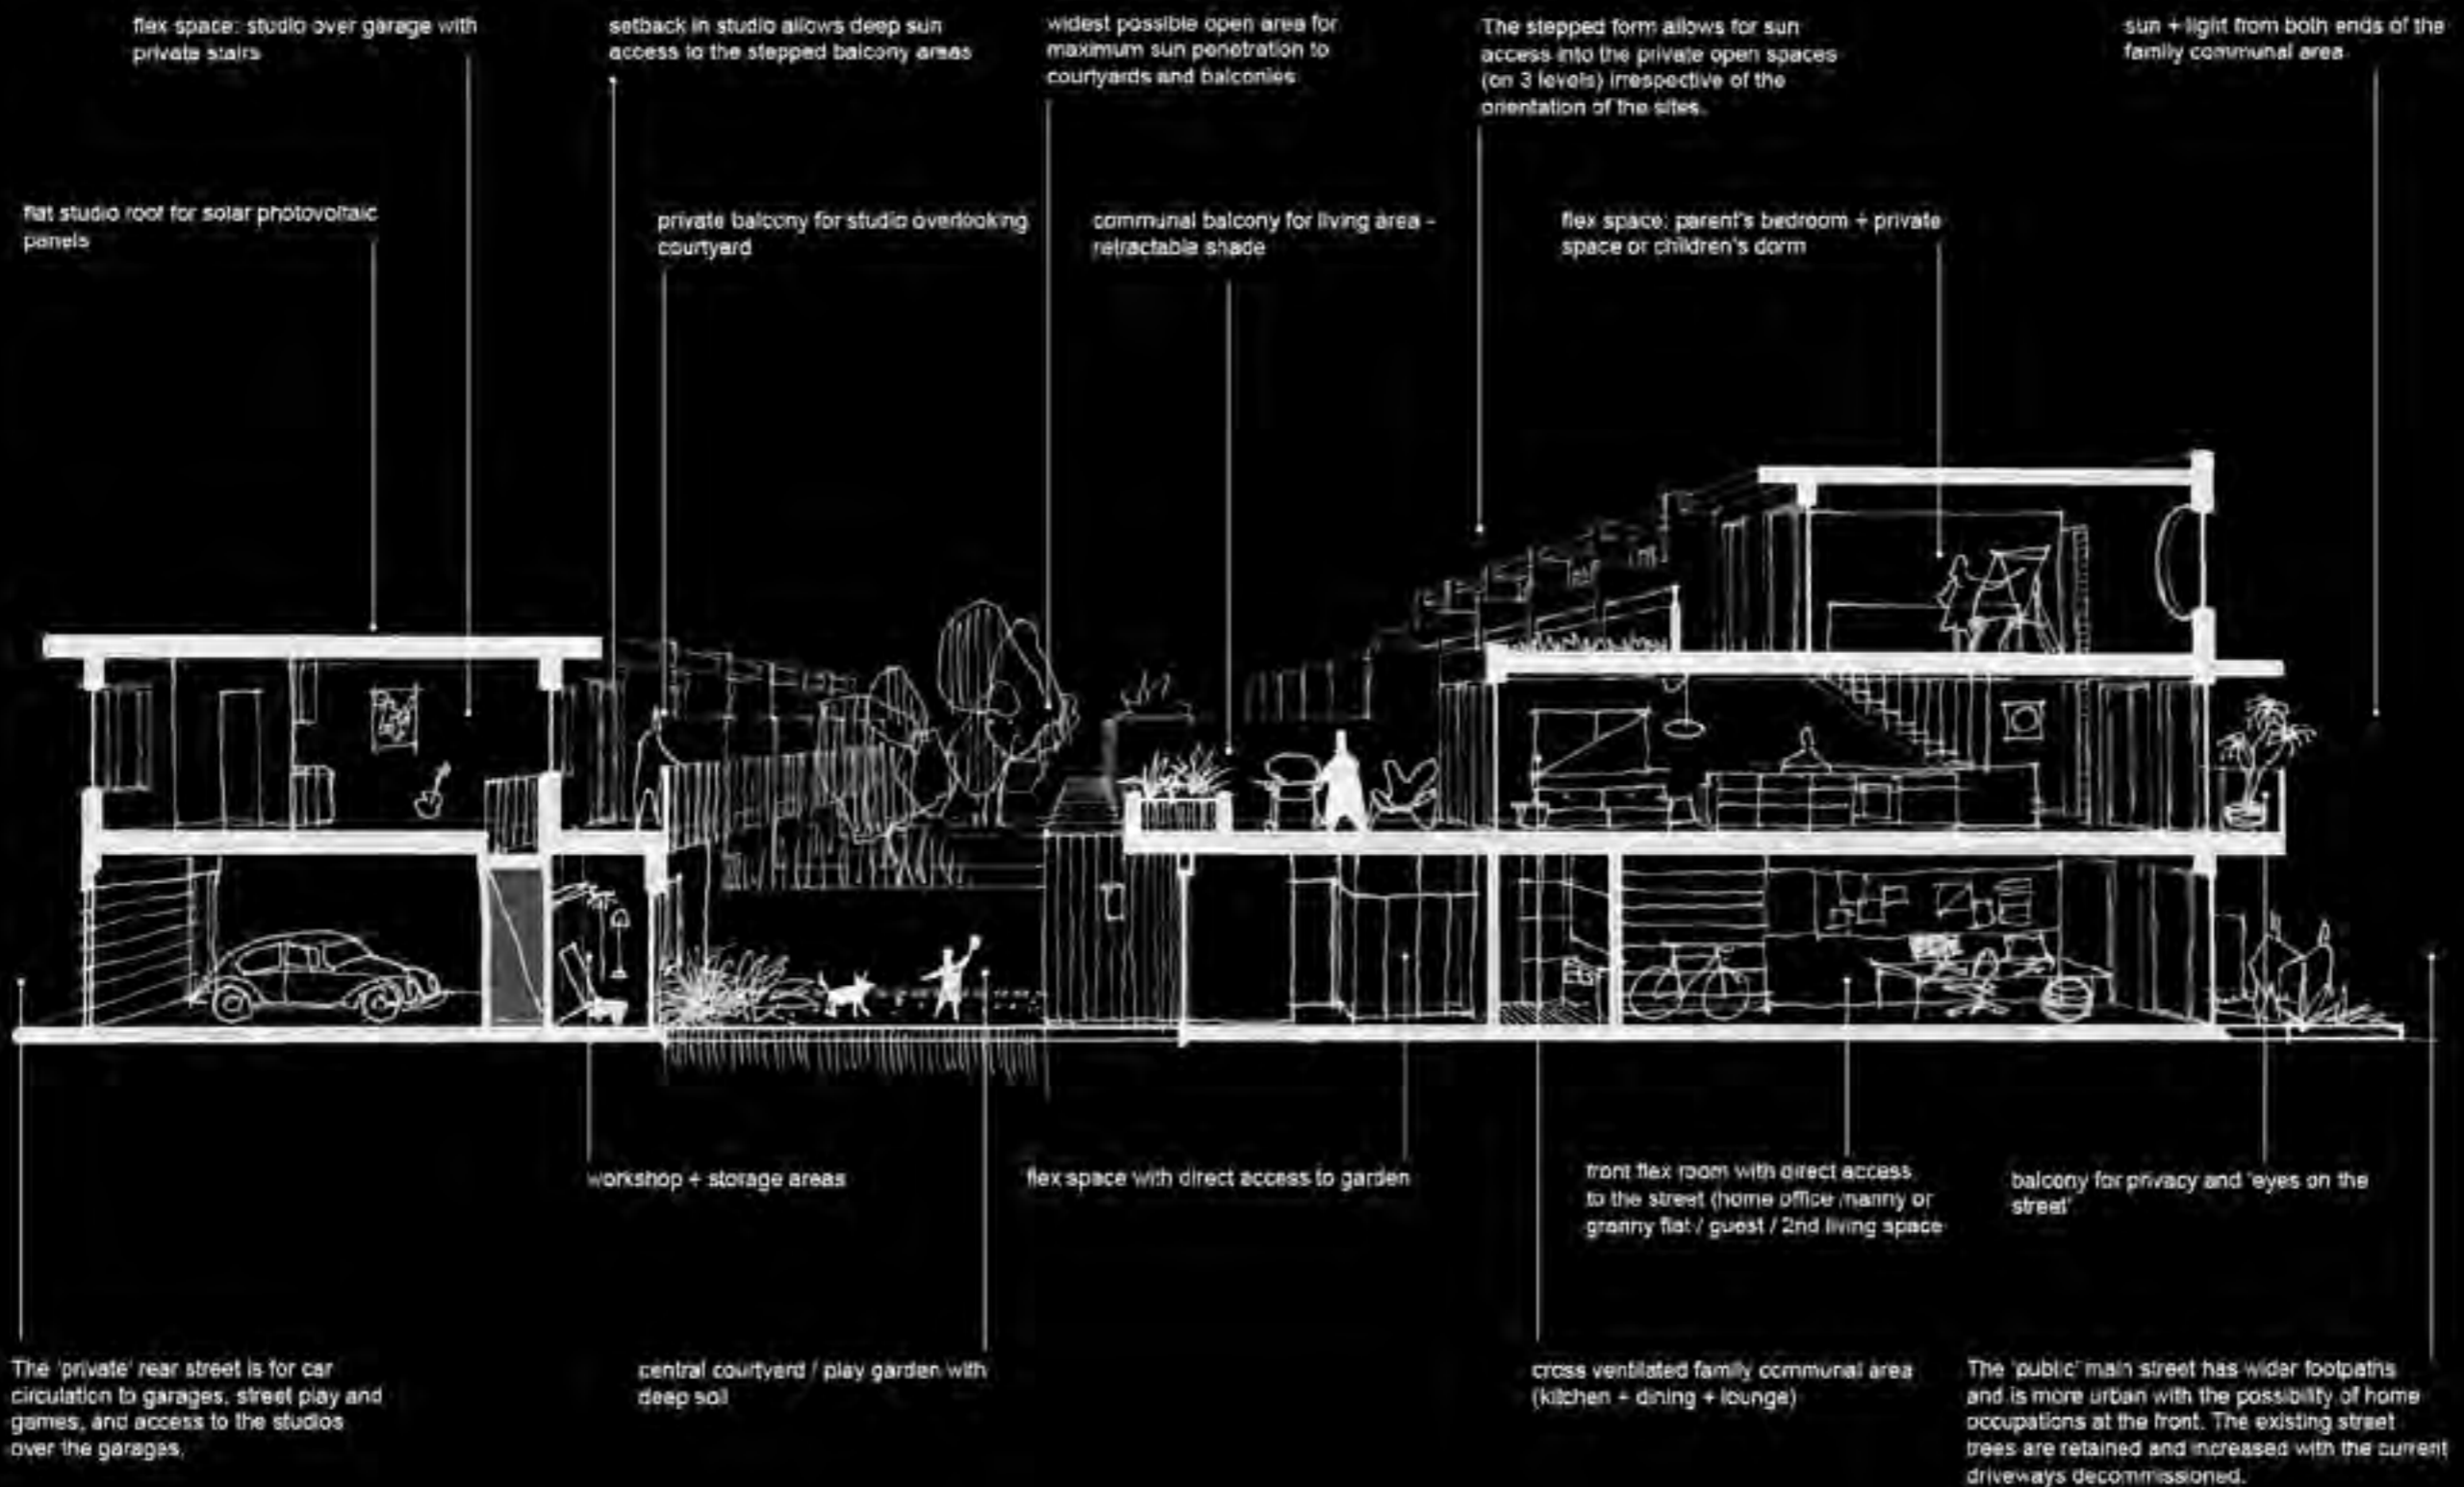 flex space: studio over garage with
private stairs
setback in studio allows deep sun
access to the stepped balcony areas
widest possible open area for
maximum sun penetration to
courtyards and balconies
The stepped form allows for sun
access into the private open spaces
(on 3 levels) irrespective of the
orientation of the sites.
sun + light from both ends of the
family communal area
flat studio roof for solar photovoltaic
panels
private balcony for studio overlooking
courtyard
communal balcony for living area -
retractable shade
flex space: parent's bedroom + private
space or children's dorm
workshop + storage areas
flex space with direct access to garden
front flex room with direct access
to the street (home office /nanny or
granny flat / guest / 2nd living space
balcony for privacy and 'eyes on the
street'
The 'private' rear street is for car
circulation to garages, street play and
games, and access to the studios
over the garages.
central courtyard / play garden with
deep soil
cross ventilated family communal area
(kitchen + dining + lounge)
The 'public' main street has wider footpaths
and is more urban with the possibility of home
occupations at the front. The existing street
trees are retained and increased with the current
driveways decommissioned.